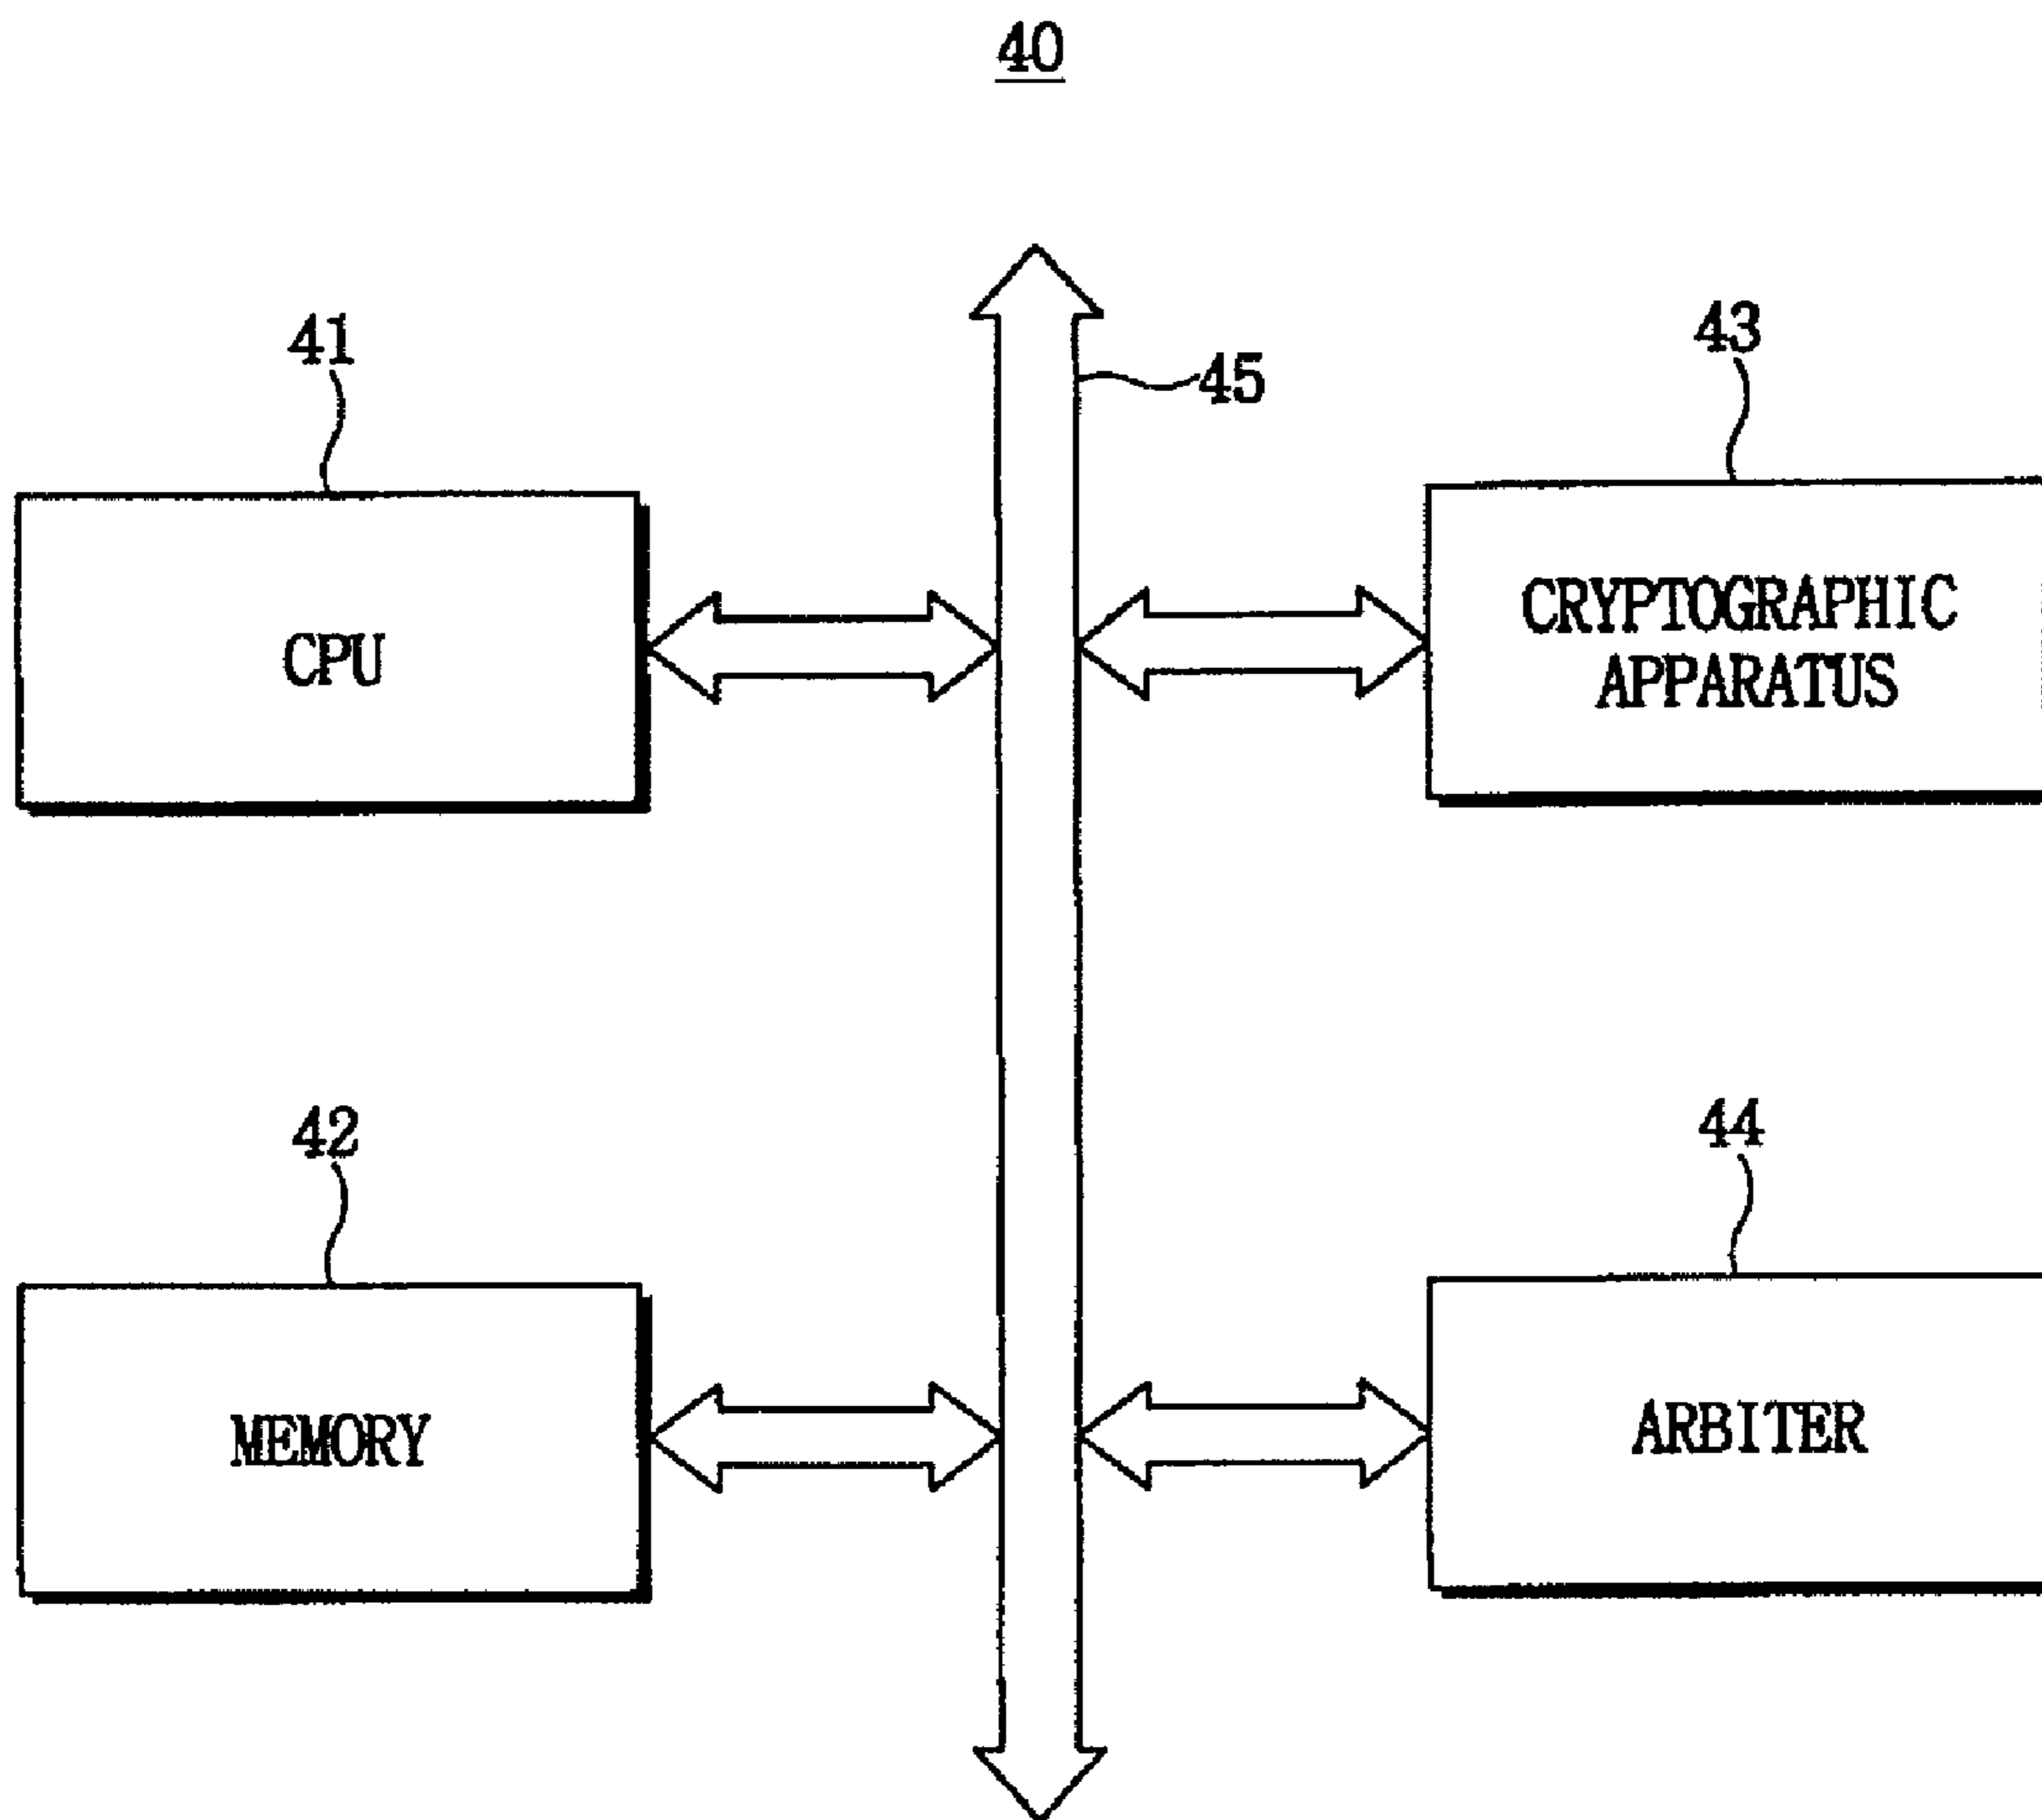 40
41
45
43
CPU
CRYPTOGRAPHIC
APPARATUS
42
44
MEMORY
ARBITER